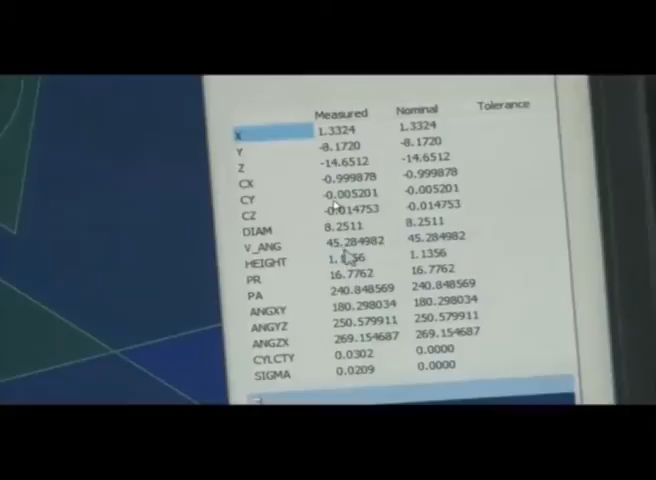 Measured Nominal Tolerance
X 1.3324 1.3324
Y -8.1720 -8.1720
Z -14.6512 -14.6512
CX -0.999878 -0.999878
CY -0.005201 -0.005201
CZ -0.014753 -0.014753
DIAM 8.2511 8.2511
V_ANG 45.284982 45.284982
HEIGHT 1.1356 1.1356
PR 16.7762 16.7762
PA 240.848569 240.848569
ANGXY 180.298034 180.298034
ANGYZ 250.579911 250.579911
ANGZX 269.154687 269.154687
CYLCTY 0.0302 0.0000
SIGMA 0.0209 0.0000